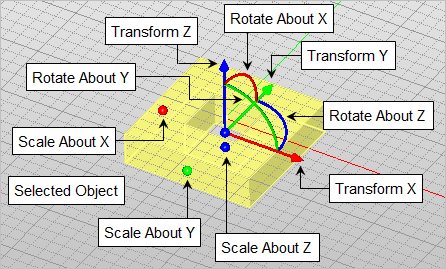 Rotate About X
Transform Z
Transform Y
Rotate About Y
Rotate About Z
Scale About X
Selected Object
Transform X
Scale About Y
Scale About Z